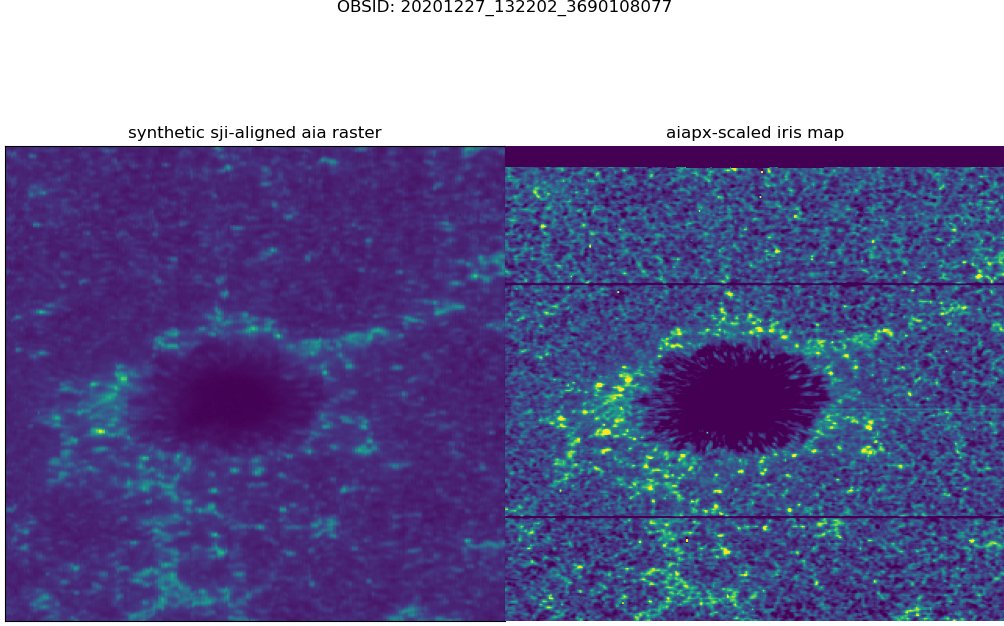 OBSID: 20201227_132202_3690108077
synthetic sji-aligned aia raster
aiapx-scaled iris map